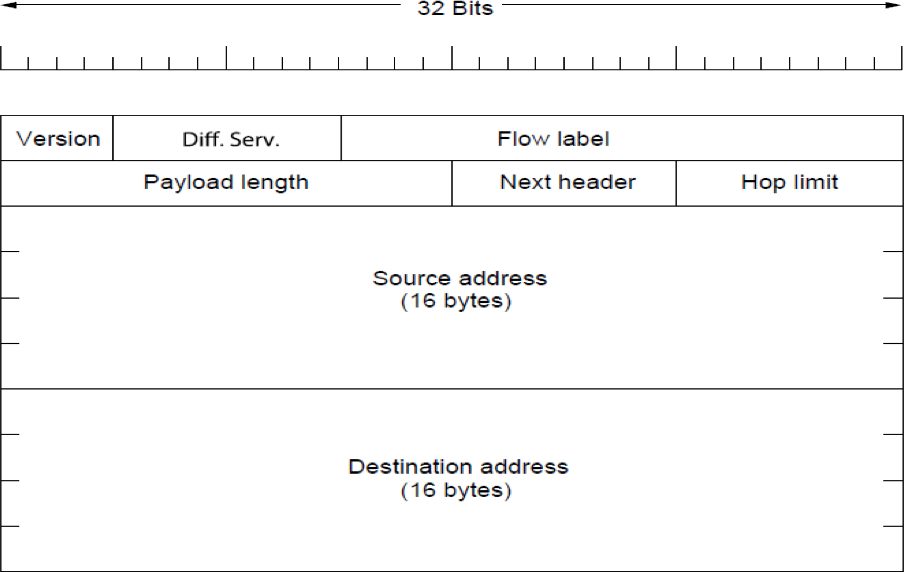 32 Bits
Version Diff. Serv. Flow label
Payload length Next header Hop limit
Source address
(16 bytes)
Destination address
(16 bytes)